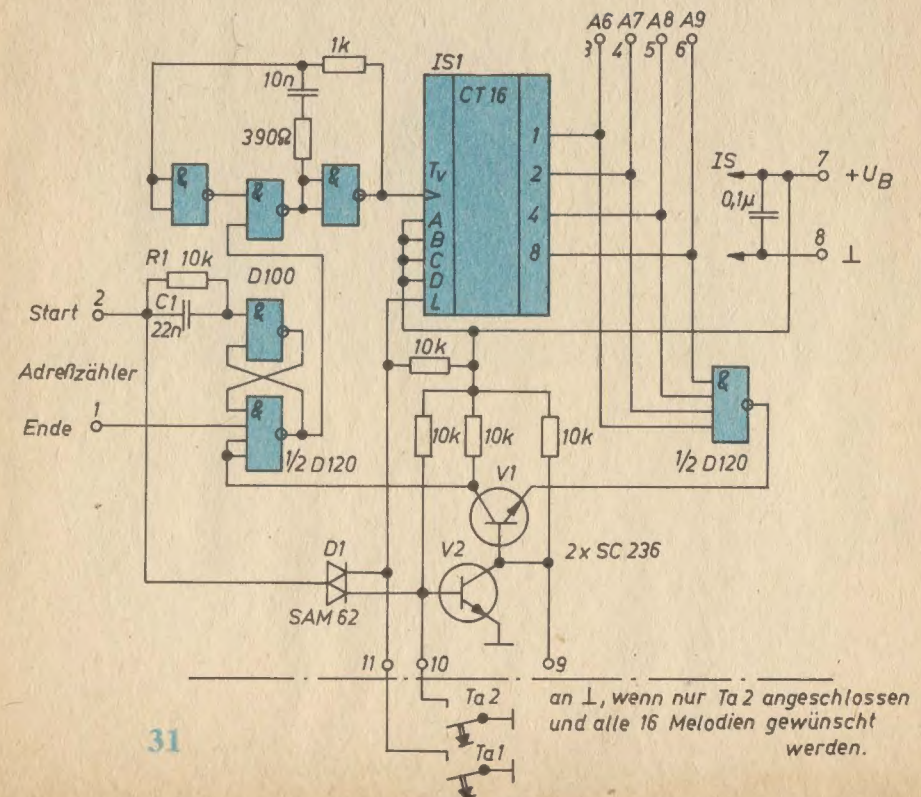 A6 A7 A8 A9
3 4 5 6
1k
10n
390Ω
IS1
CT 16
Tv
A
B
C
D
L
1
2
4
8
IS
0,1µ
7
+UB
8
⊥
&
&
&
R1 10k
D100
Start 2
C1
22n
&
Adreßzähler
Ende 1
&
1/2 D120
10k
10k
10k
10k
&
1/2 D120
V1
V2
2x SC 236
D1
SAM 62
11
10
9
Ta 2
Ta1
an ⊥, wenn nur Ta 2 angeschlossen
und alle 16 Melodien gewünscht
werden.
31